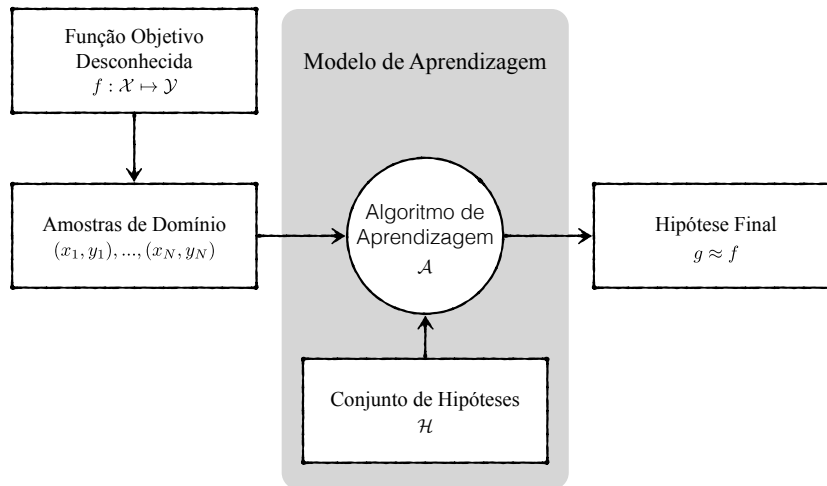 Função Objetivo
Desconhecida
f : 𝒳 ↦ 𝒴
Modelo de Aprendizagem
Amostras de Domínio
(x₁, y₁), ..., (x_N, y_N)
Algoritmo de
Aprendizagem
𝒜
Hipótese Final
g ≈ f
Conjunto de Hipóteses
ℋ